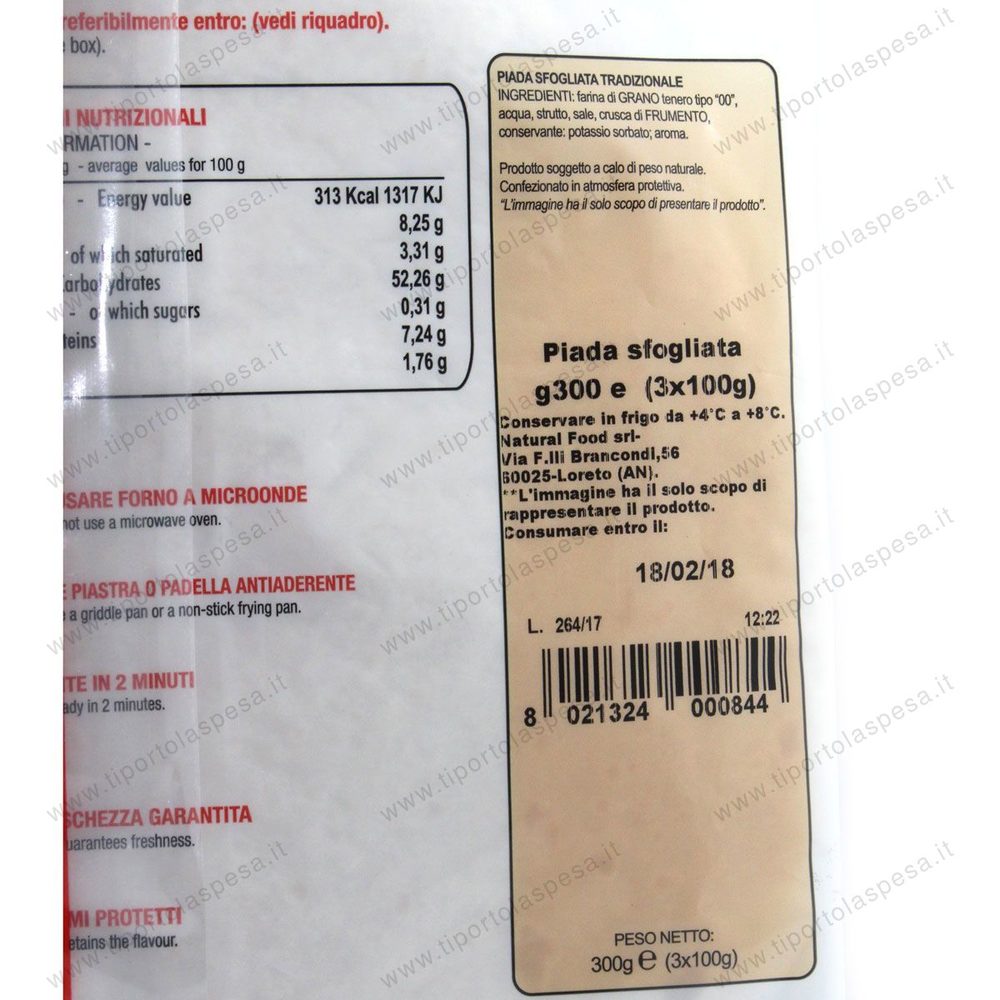 referibilmente entro: (vedi riquadro).
box).
I NUTRIZIONALI
RMATION -
g - average values for 100 g
- Energy value 313 Kcal 1317 KJ
8,25 g
of which saturated 3,31 g
arbohydrates 52,26 g
- of which sugars 0,31 g
teins 7,24 g
1,76 g
USARE FORNO A MICROONDE
not use a microwave oven.
E PIASTRA O PADELLA ANTIADERENTE
e a griddle pan or a non-stick frying pan.
TE IN 2 MINUTI
ady in 2 minutes.
SCHEZZA GARANTITA
uarantees freshness.
MI PROTETTI
etains the flavour.
PIADA SFOGLIATA TRADIZIONALE
INGREDIENTI: farina di GRANO tenero tipo "00",
acqua, strutto, sale, crusca di FRUMENTO,
conservante: potassio sorbato; aroma.
Prodotto soggetto a calo di peso naturale.
Confezionato in atmosfera protettiva.
"L'immagine ha il solo scopo di presentare il prodotto".
Piada sfogliata
g300 e (3x100g)
Conservare in frigo da +4°C a +8°C.
Natural Food srl-
Via F.lli Brancondi,56
60025-Loreto (AN).
**L'immagine ha il solo scopo di
rappresentare il prodotto.
Consumare entro il:
18/02/18
L. 264/17 12:22
8 021324 000844
PESO NETTO:
300g e (3x100g)
www.tiportolaspesa.it